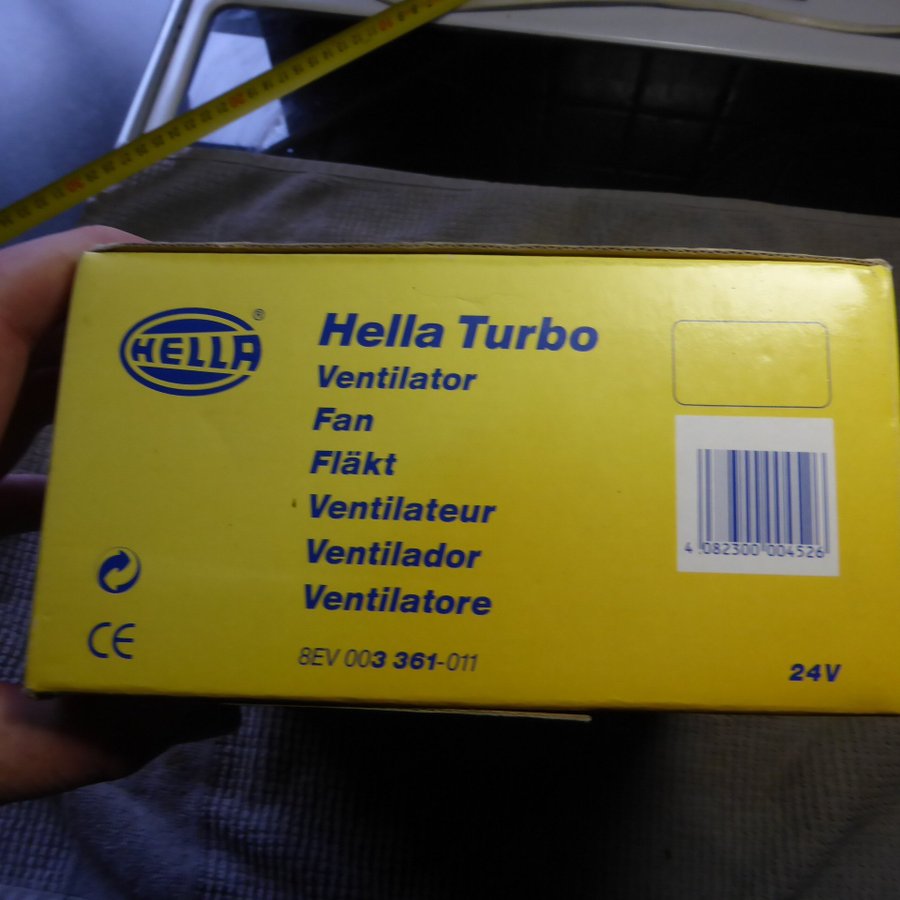 HELLA ®
Hella Turbo
Ventilator
Fan
Fläkt
Ventilateur
Ventilador
Ventilatore
8EV 003 361-011
4 082300 004526
CE
24V